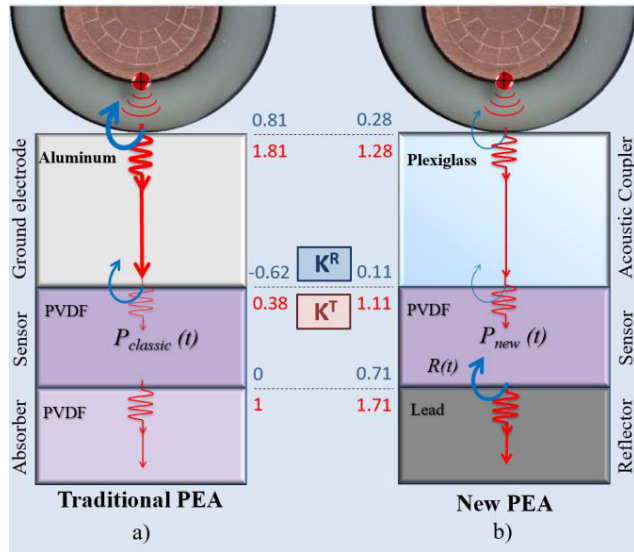 0.81
0.28
Aluminum
1.81
1.28
Plexiglass
Ground electrode
Acoustic Coupler
-0.62
K^R
0.11
PVDF
0.38
K^T
1.11
PVDF
Sensor
P_classic (t)
P_new (t)
Sensor
R(t)
0
0.71
PVDF
1
1.71
Lead
Absorber
Reflector
Traditional PEA
New PEA
a)
b)